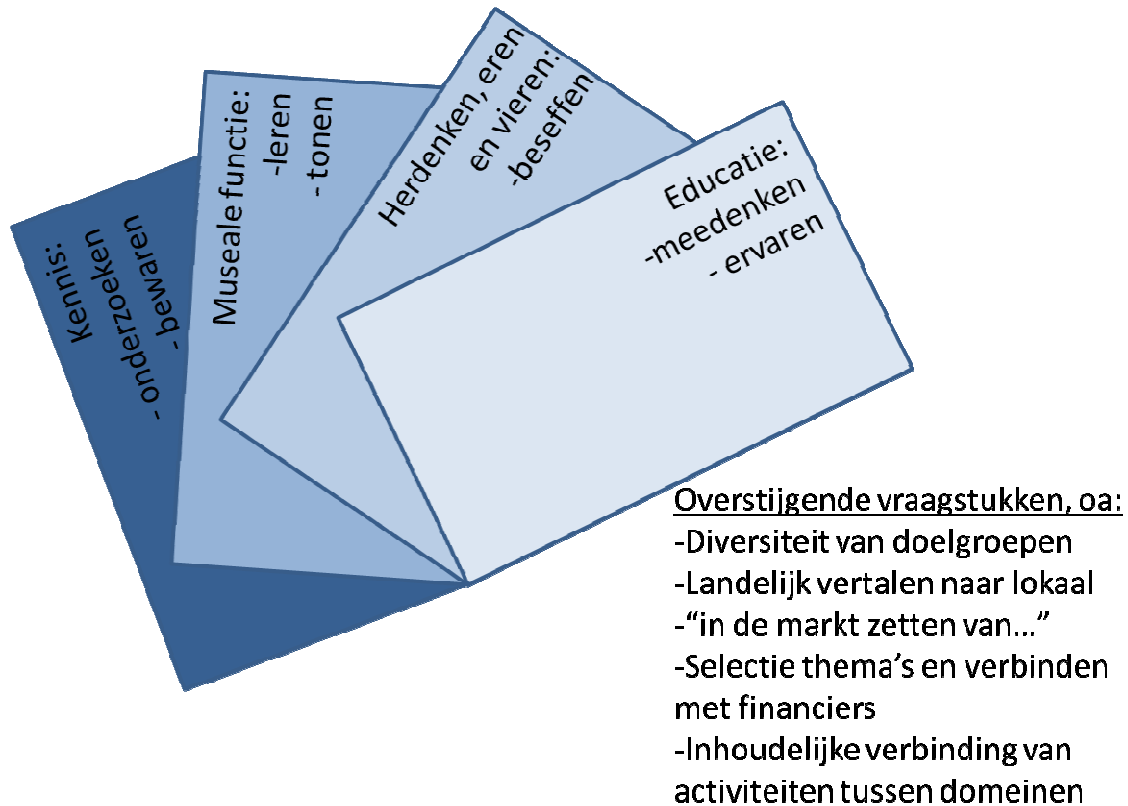 Kennis:
- onderzoeken
- bewaren
Museale functie:
-leren
- tonen
Herdenken, eren
en vieren:
-beseffen
Educatie:
-meedenken
- ervaren
Overstijgende vraagstukken, oa:
-Diversiteit van doelgroepen
-Landelijk vertalen naar lokaal
-“in de markt zetten van…”
-Selectie thema’s en verbinden
met financiers
-Inhoudelijke verbinding van
activiteiten tussen domeinen